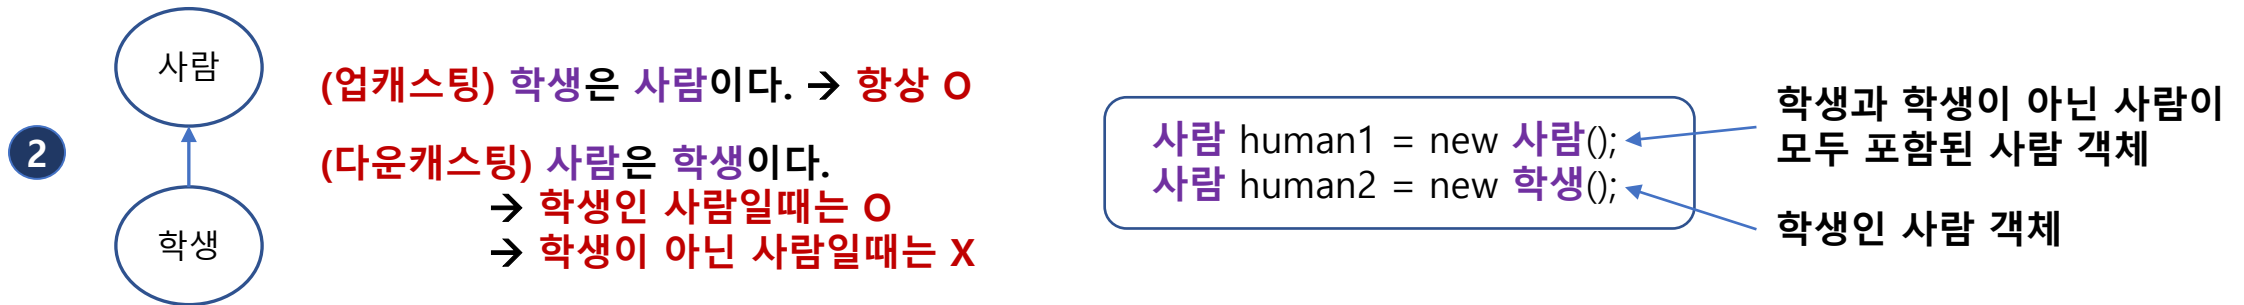 2
사람
학생
(업캐스팅) 학생은 사람이다. → 항상 O
(다운캐스팅) 사람은 학생이다.
→ 학생인 사람일때는 O
→ 학생이 아닌 사람일때는 X
사람 human1 = new 사람();
사람 human2 = new 학생();
학생과 학생이 아닌 사람이
모두 포함된 사람 객체
학생인 사람 객체